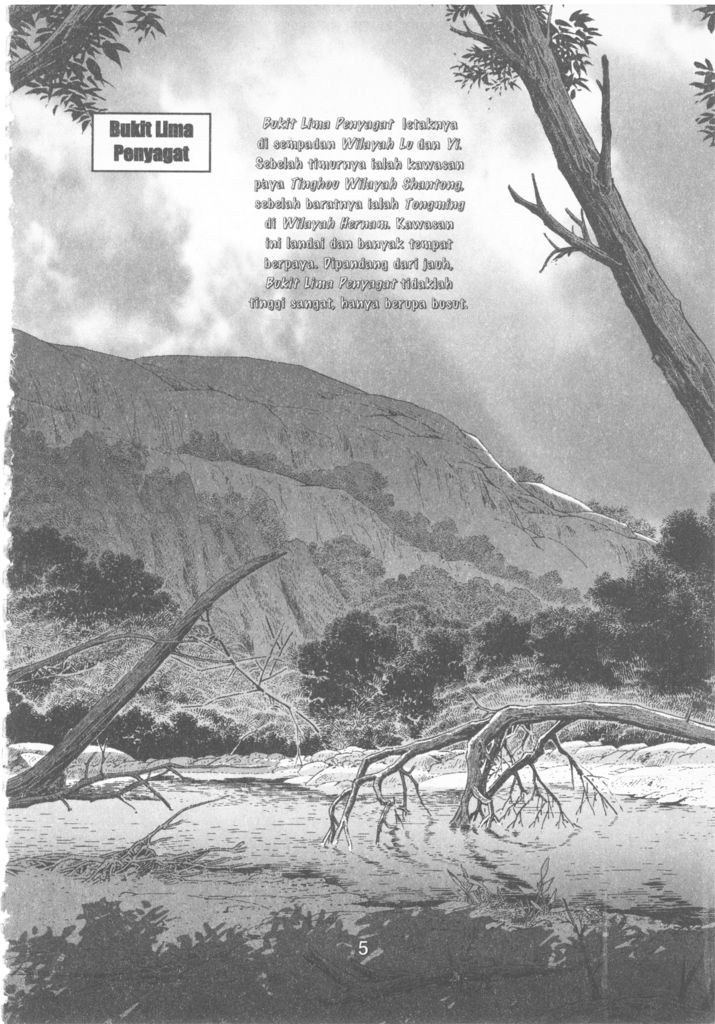 Bukit Lima
Penyagat
Bukit Lima Penyagat letaknya
di sempadan Wilayah Lu dan Yi.
Sebelah timurnya ialah kawasan
paya Tinghou Wilayah Shantong,
sebelah baratnya ialah Tongming
di Wilayah Hernam. Kawasan
ini landai dan banyak tempat
berpaya. Dipandang dari jauh,
Bukit Lima Penyagat tidaklah
tinggi sangat, hanya berupa busut.
5